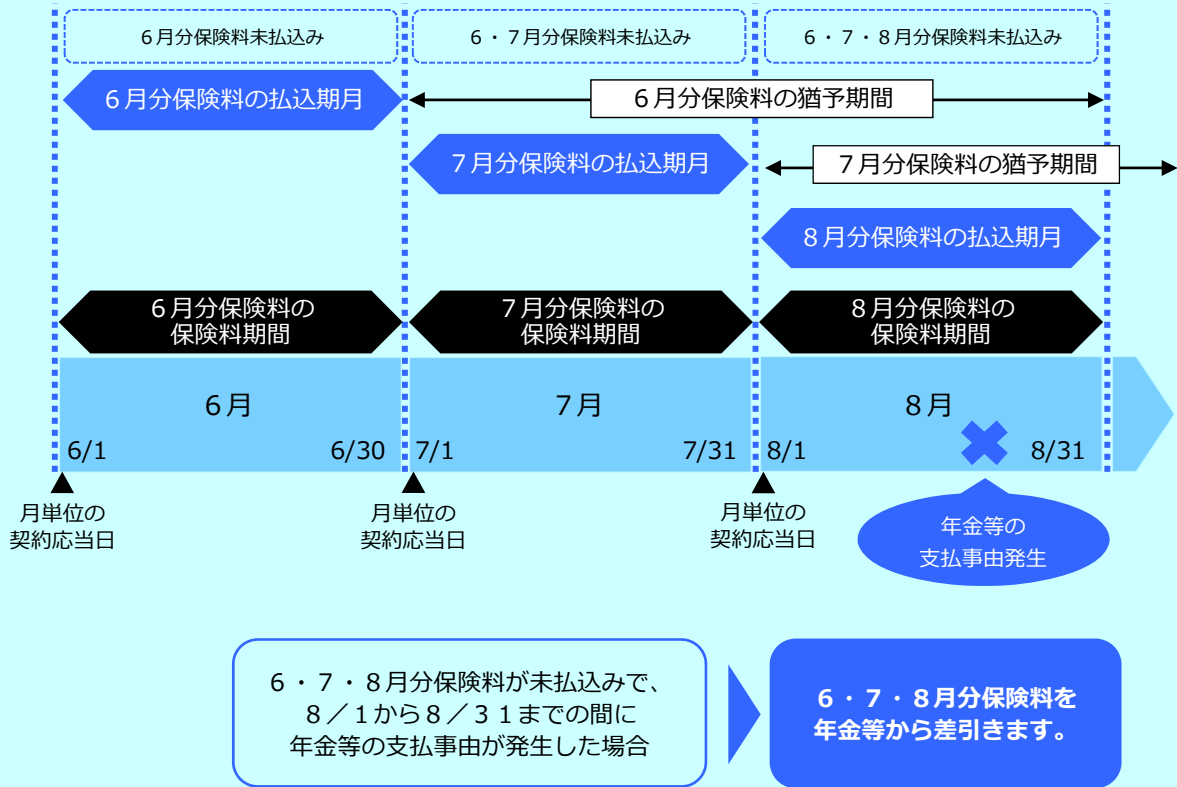 6月分保険料未払込み
6・7月分保険料未払込み
6・7・8月分保険料未払込み
6月分保険料の払込期月
6月分保険料の猶予期間
7月分保険料の払込期月
7月分保険料の猶予期間
8月分保険料の払込期月
6月分保険料の
保険料期間
7月分保険料の
保険料期間
8月分保険料の
保険料期間
6月
7月
8月
6/1
6/30
7/1
7/31
8/1
8/31
月単位の
契約応当日
月単位の
契約応当日
月単位の
契約応当日
年金等の
支払事由発生
6・7・8月分保険料が未払込みで、
8／1から8／31までの間に
年金等の支払事由が発生した場合
6・7・8月分保険料を
年金等から差引きます。